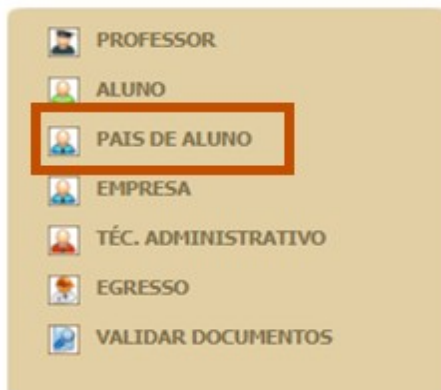 PROFESSOR
ALUNO
PAIS DE ALUNO
EMPRESA
TÉC. ADMINISTRATIVO
EGRESSO
VALIDAR DOCUMENTOS